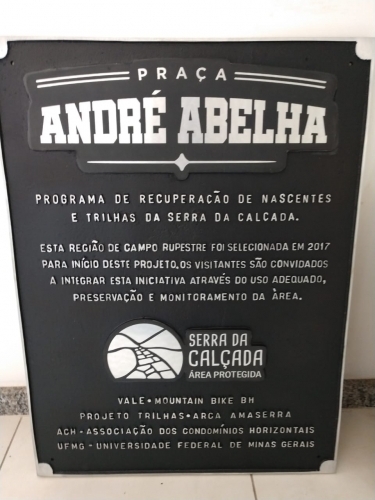 PRAÇA
ANDRÉ ABELHA
PROGRAMA DE RECUPERAÇÃO DE NASCENTES
E TRILHAS DA SERRA DA CALCADA.
ESTA REGIÃO DE CAMPO RUPESTRE FOI SELECIONADA EM 2017
PARA INÍCIO DESTE PROJETO.OS VISITANTES SÃO CONVIDADOS
A INTEGRAR ESTA INICIATIVA ATRAVÉS DO USO ADEQUADO,
PRESERVAÇÃO E MONITORAMENTO DA ÁREA.
SERRA DA
CALÇADA
ÁREA PROTEGIDA
VALE • MOUNTAIN BIKE BH
PROJETO TRILHAS • ARCA AMASERRA
ACH - ASSOCIAÇÃO DOS CONDOMÍNIOS HORIZONTAIS
UFMG - UNIVERSIDADE FEDERAL DE MINAS GERAIS